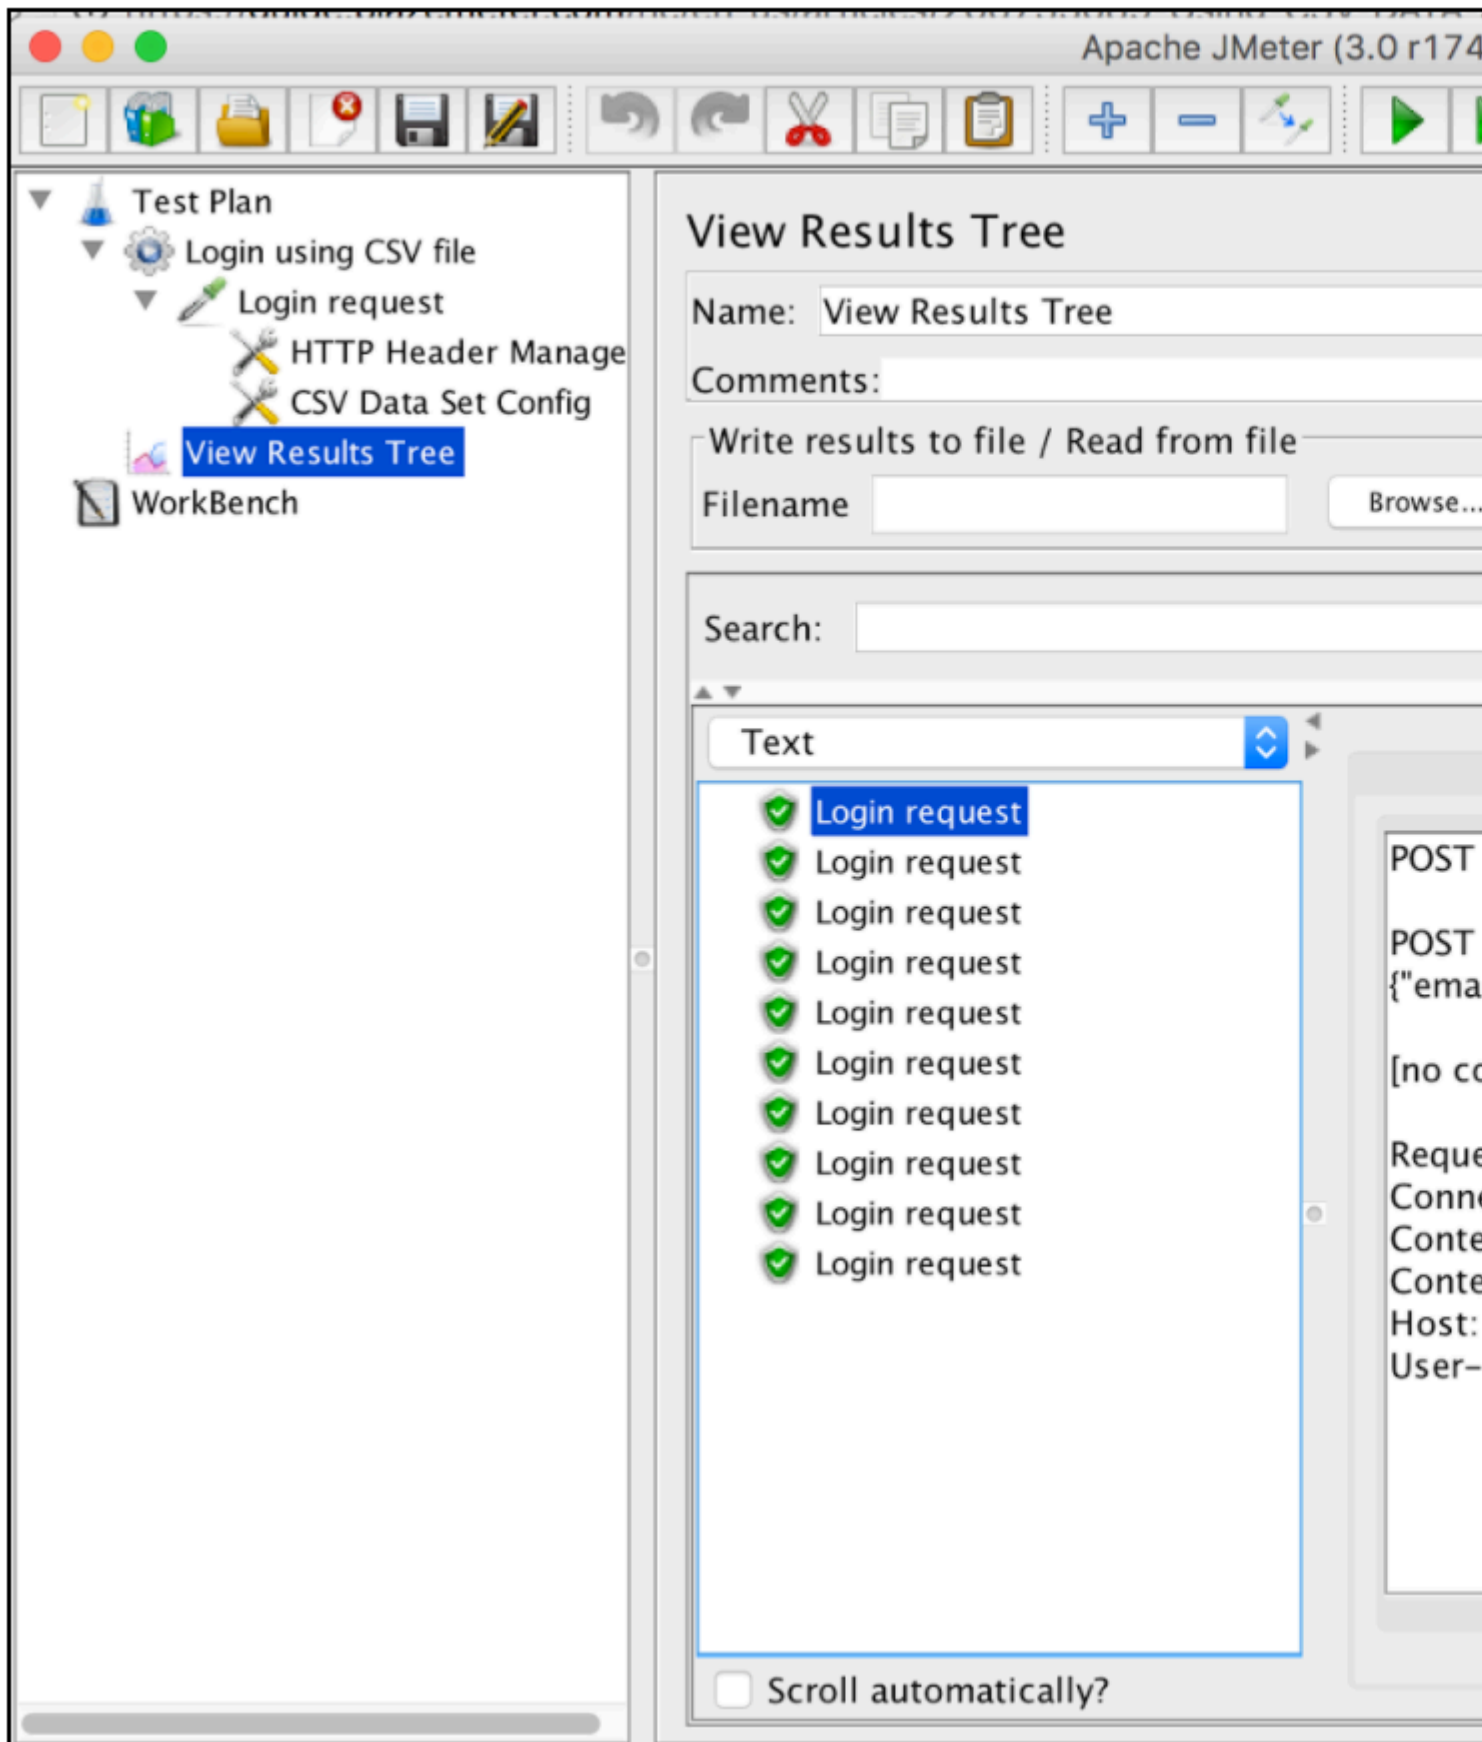 Apache JMeter (3.0 r174
Test Plan
Login using CSV file
Login request
HTTP Header Manage
CSV Data Set Config
View Results Tree
WorkBench
View Results Tree
Name: View Results Tree
Comments:
Write results to file / Read from file
Filename
Browse...
Search:
Text
Login request
Login request
Login request
Login request
Login request
Login request
Login request
Login request
Login request
Login request
POST
POST
{"ema
[no co
Reque
Conne
Conte
Conte
Host:
User-
Scroll automatically?